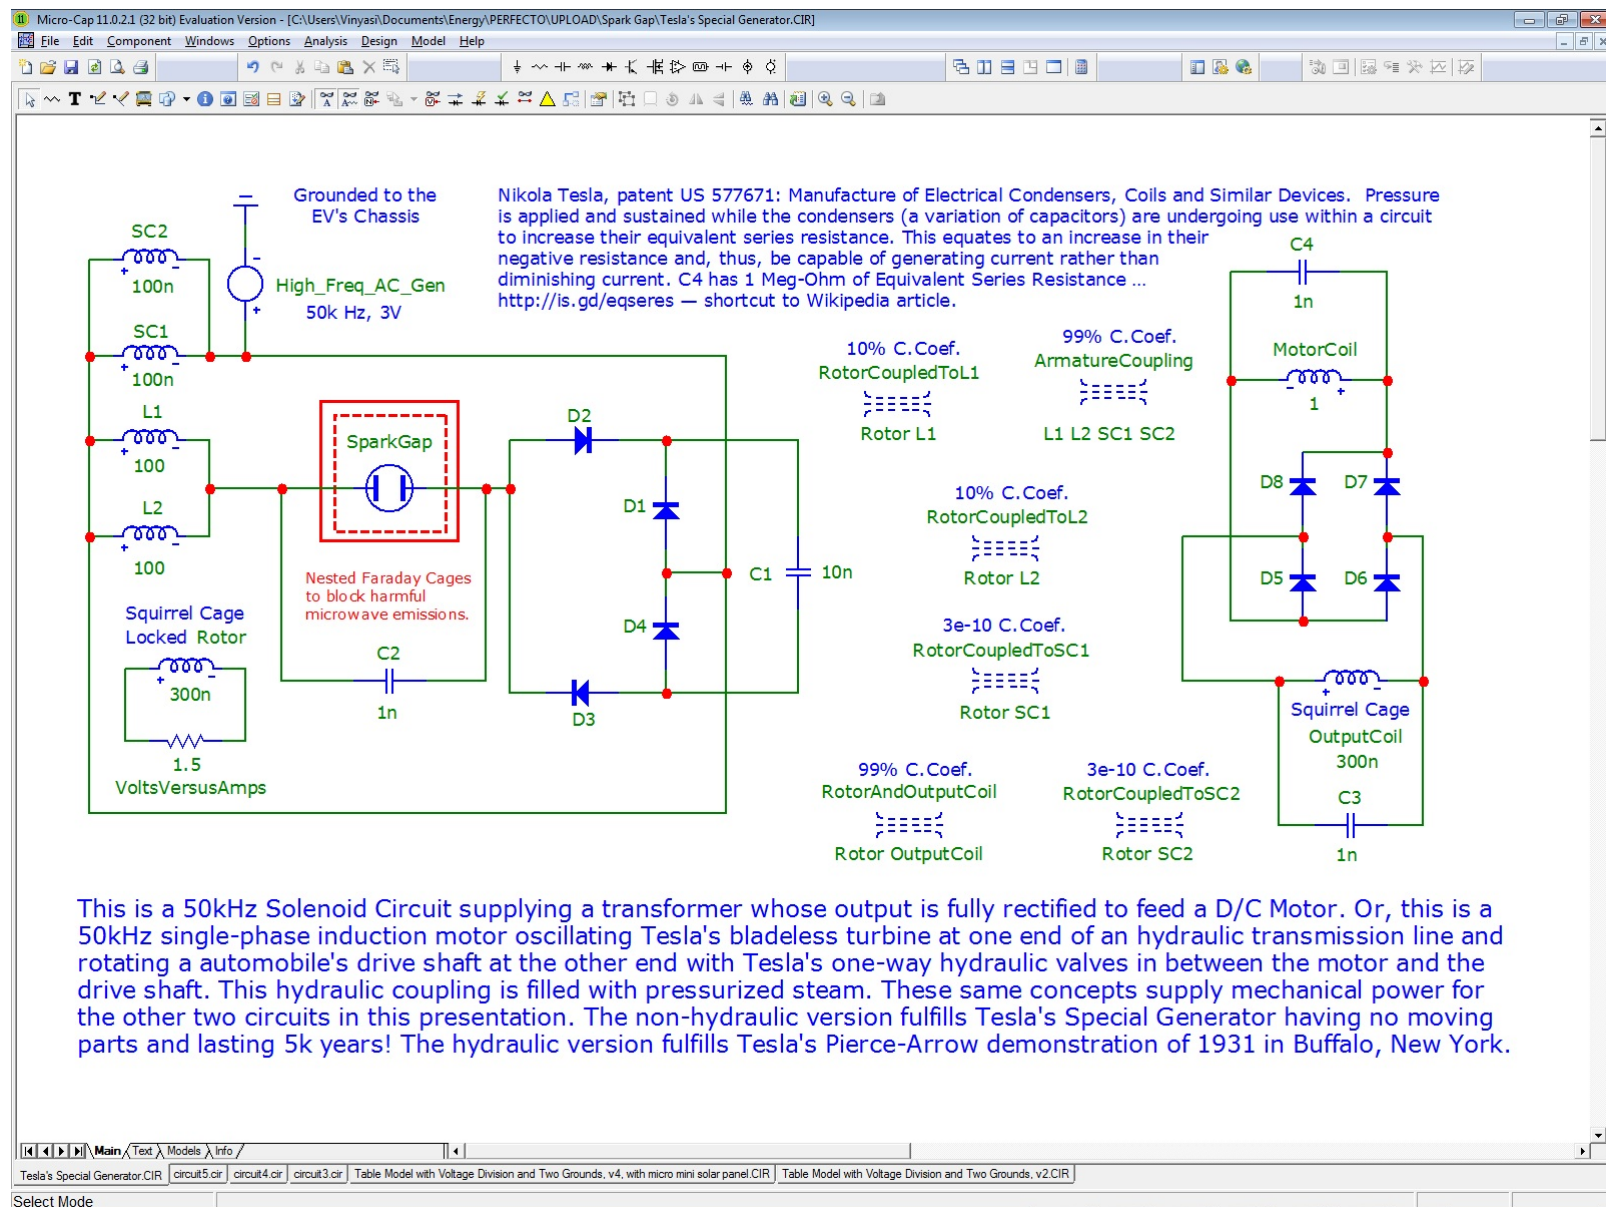 Micro-Cap 11.0.2.1 (32 bit) Evaluation Version - [C:\Users\Vinyasi\Documents\Energy\PERFECTO\UPLOAD\Spark Gap\Tesla's Special Generator.CIR]
File Edit Component Windows Options Analysis Design Model Help
Grounded to the
EV's Chassis
Nikola Tesla, patent US 577671: Manufacture of Electrical Condensers, Coils and Similar Devices. Pressure
is applied and sustained while the condensers (a variation of capacitors) are undergoing use within a circuit
to increase their equivalent series resistance. This equates to an increase in their
negative resistance and, thus, be capable of generating current rather than
diminishing current. C4 has 1 Meg-Ohm of Equivalent Series Resistance ...
http://is.gd/eqseres — shortcut to Wikipedia article.
SC2
100n
High_Freq_AC_Gen
50k Hz, 3V
SC1
100n
L1
100
L2
100
SparkGap
Nested Faraday Cages
to block harmful
microwave emissions.
C2
1n
Squirrel Cage
Locked Rotor
300n
1.5
VoltsVersusAmps
D2
D1
D4
D3
C1
10n
10% C.Coef.
RotorCoupledToL1
Rotor L1
99% C.Coef.
ArmatureCoupling
L1 L2 SC1 SC2
10% C.Coef.
RotorCoupledToL2
Rotor L2
3e-10 C.Coef.
RotorCoupledToSC1
Rotor SC1
99% C.Coef.
RotorAndOutputCoil
Rotor OutputCoil
3e-10 C.Coef.
RotorCoupledToSC2
Rotor SC2
C4
1n
MotorCoil
1
D8
D7
D5
D6
Squirrel Cage
OutputCoil
300n
C3
1n
This is a 50kHz Solenoid Circuit supplying a transformer whose output is fully rectified to feed a D/C Motor. Or, this is a
50kHz single-phase induction motor oscillating Tesla's bladeless turbine at one end of an hydraulic transmission line and
rotating a automobile's drive shaft at the other end with Tesla's one-way hydraulic valves in between the motor and the
drive shaft. This hydraulic coupling is filled with pressurized steam. These same concepts supply mechanical power for
the other two circuits in this presentation. The non-hydraulic version fulfills Tesla's Special Generator having no moving
parts and lasting 5k years! The hydraulic version fulfills Tesla's Pierce-Arrow demonstration of 1931 in Buffalo, New York.
Main Text Models Info
Tesla's Special Generator.CIR circuit5.cir circuit4.cir circuit3.cir Table Model with Voltage Division and Two Grounds, v4, with micro mini solar panel.CIR Table Model with Voltage Division and Two Grounds, v2.CIR
Select Mode